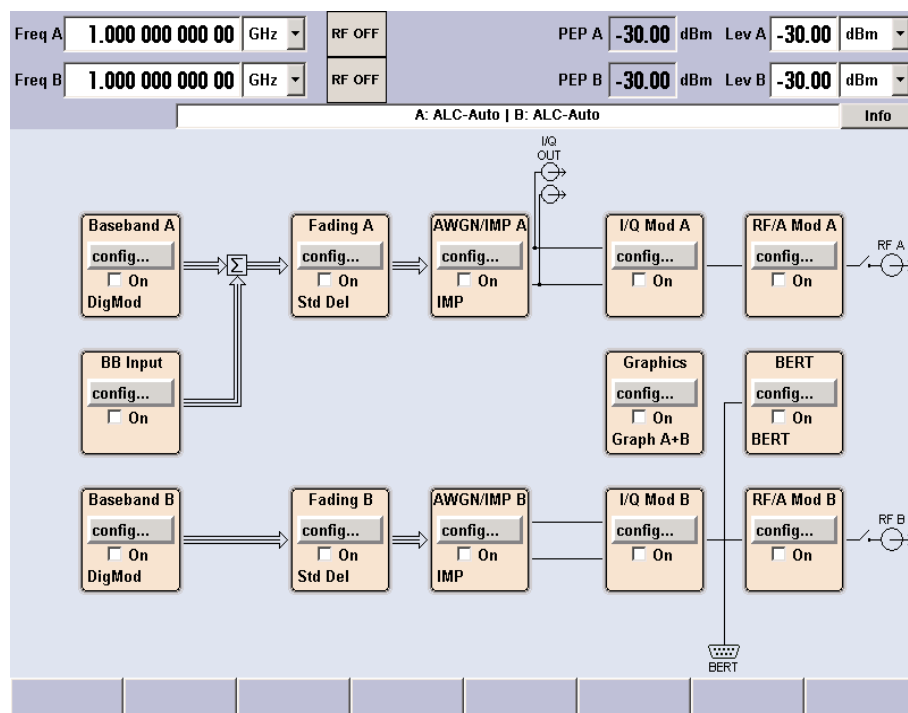 Freq A 1.000 000 000 00 GHz RF OFF PEP A -30.00 dBm Lev A -30.00 dBm
Freq B 1.000 000 000 00 GHz RF OFF PEP B -30.00 dBm Lev B -30.00 dBm
A: ALC-Auto | B: ALC-Auto Info
I/Q
OUT
Baseband A Fading A AWGN/IMP A I/Q Mod A RF/A Mod A
config... config... config... config... config... RF A
On On On On On
DigMod Std Del IMP
Σ
BB Input Graphics BERT
config... config... config...
On On On
Graph A+B BERT
Baseband B Fading B AWGN/IMP B I/Q Mod B RF/A Mod B
config... config... config... config... config... RF B
On On On On On
DigMod Std Del IMP
BERT